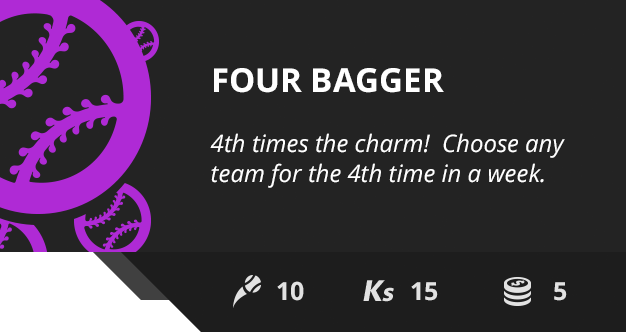 FOUR BAGGER
4th times the charm!  Choose any
team for the 4th time in a week.
10 Ks 15 5